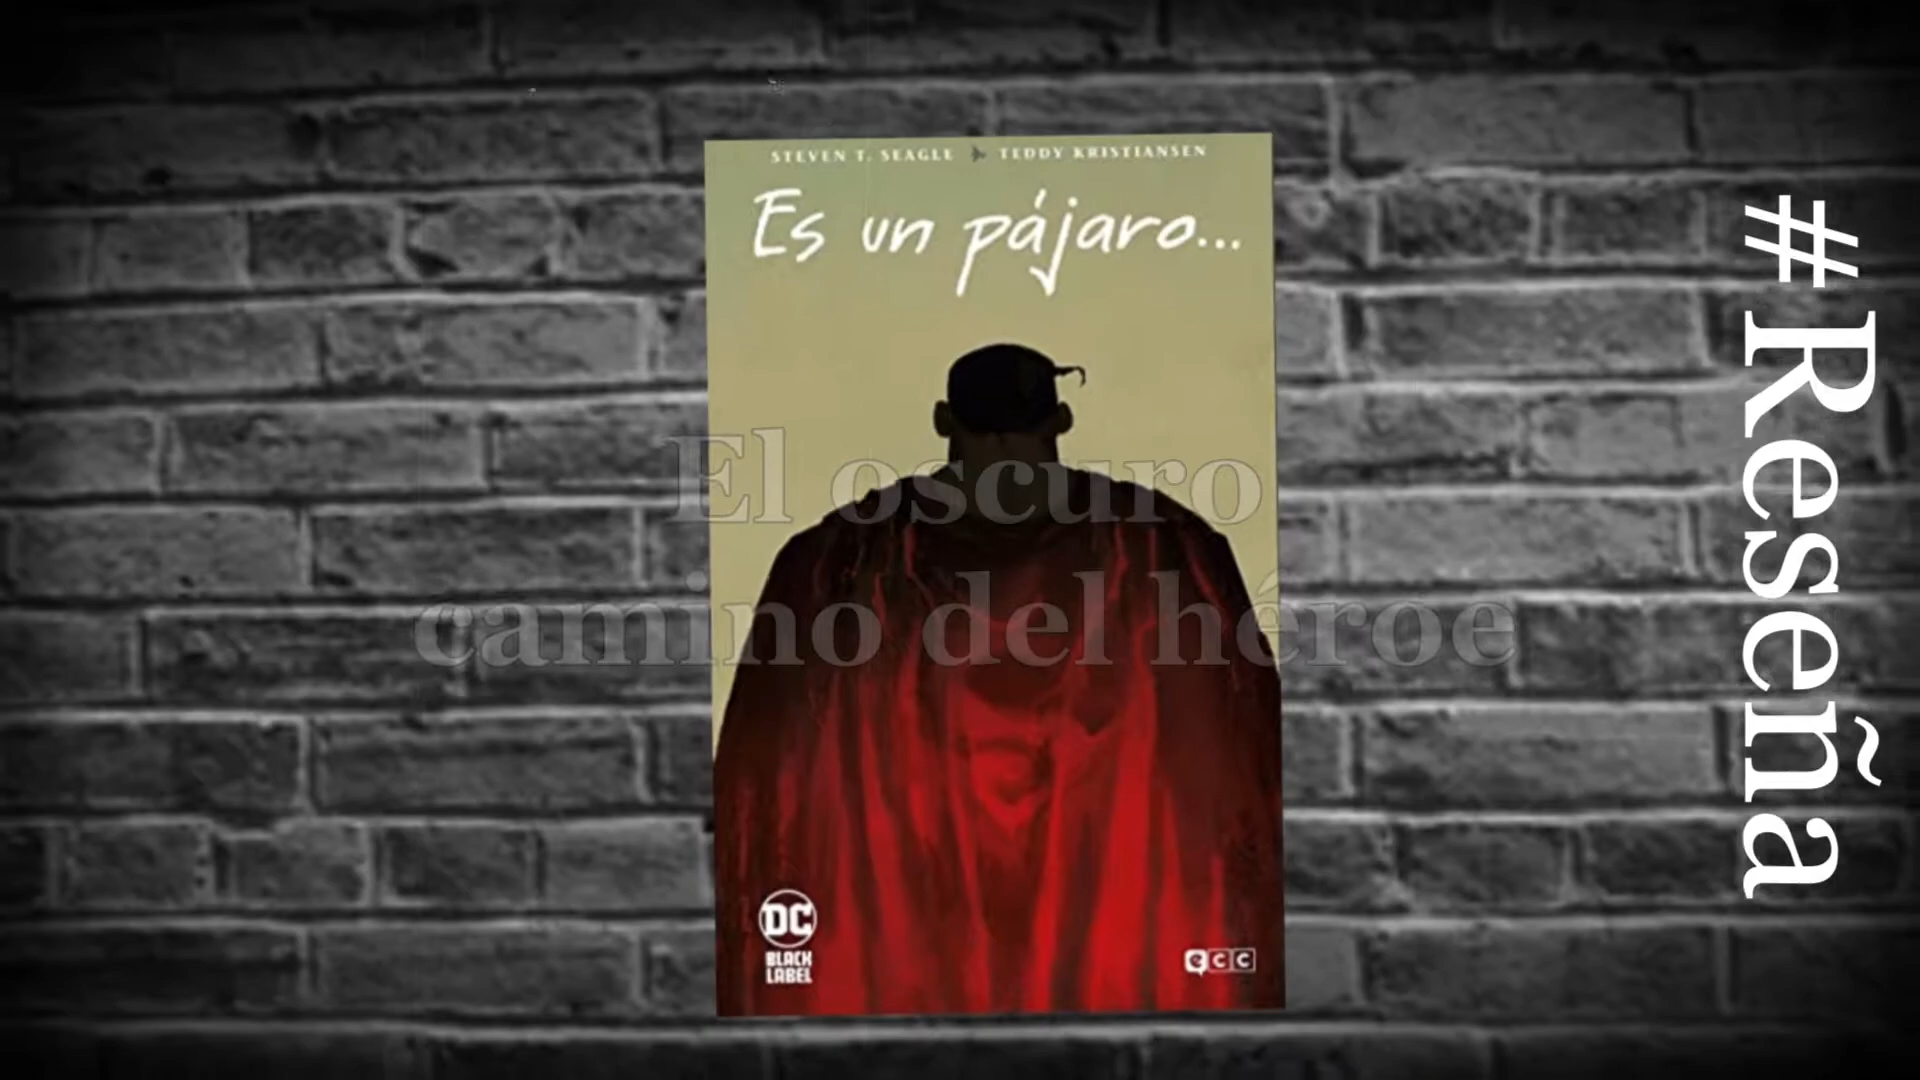 STEVEN T. SEAGLE TEDDY KRISTIANSEN
Es un pájaro...
El oscuro
camino del héroe
DC
BLACK
LABEL
ecc
#Reseña